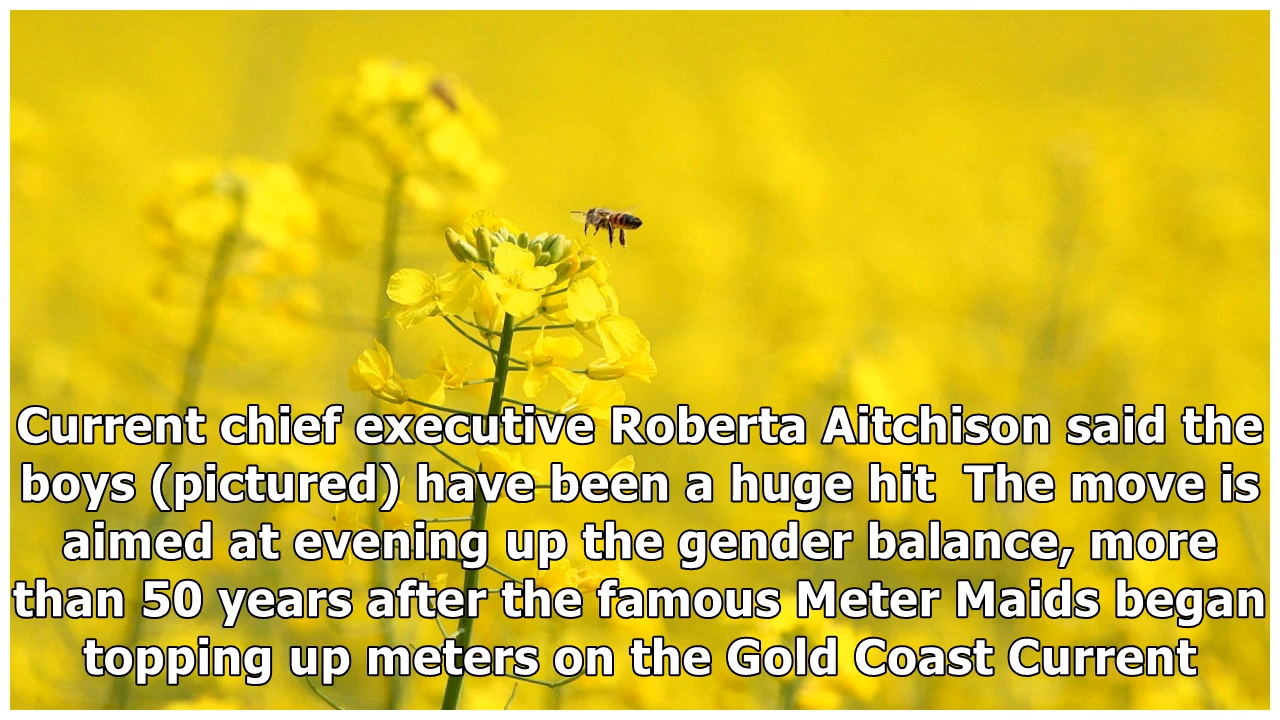 Current chief executive Roberta Aitchison said the
boys (pictured) have been a huge hit  The move is
aimed at evening up the gender balance, more
than 50 years after the famous Meter Maids began
topping up meters on the Gold Coast Current